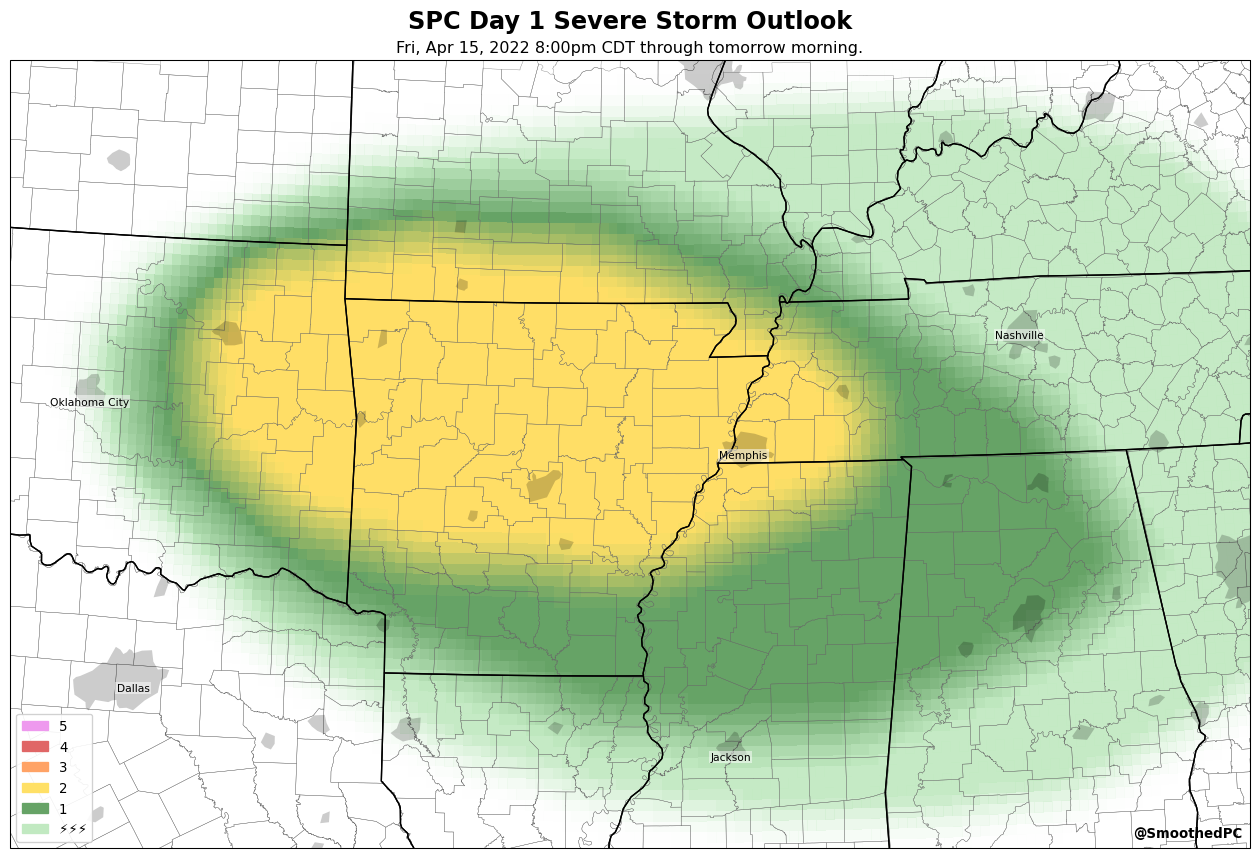 SPC Day 1 Severe Storm Outlook
Fri, Apr 15, 2022 8:00pm CDT through tomorrow morning.
Nashville
Oklahoma City
Memphis
Dallas
Jackson
5
4
3
2
1
⚡⚡⚡
@SmoothedPC